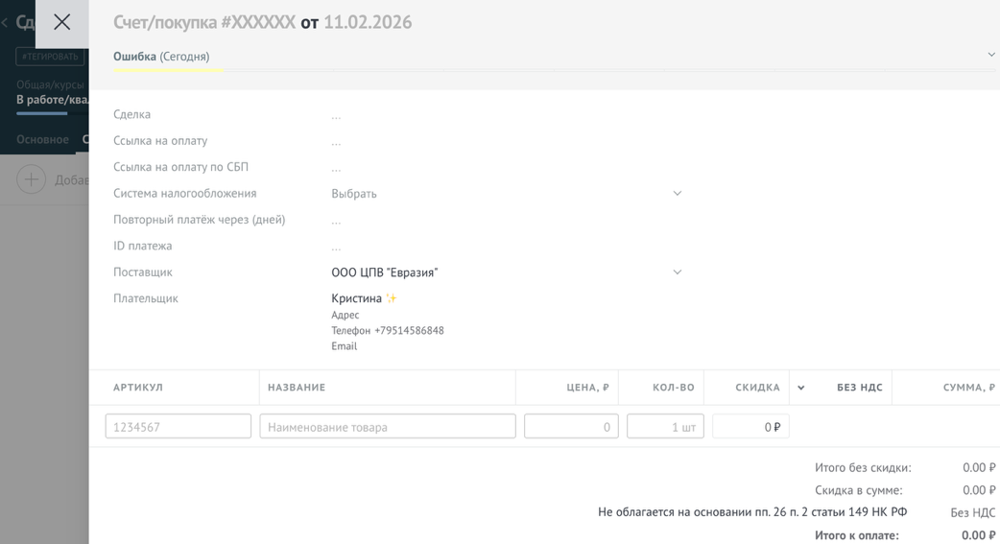 Сд
#ТЕГИРОВАТЬ
Общая/курсы
В работе/ква
Основное
Счет/покупка #XXXXXX от 11.02.2026
Ошибка (Сегодня)
Сделка ...
Ссылка на оплату ...
Ссылка на оплату по СБП ...
Система налогообложения Выбрать
Повторный платёж через (дней) ...
ID платежа ...
Поставщик ООО ЦПВ "Евразия"
Плательщик Кристина ✨
Адрес
Телефон +79514586848
Email
АРТИКУЛ НАЗВАНИЕ ЦЕНА, ₽ КОЛ-ВО СКИДКА БЕЗ НДС СУММА, ₽
1234567 Наименование товара 0 1 шт 0 ₽
Итого без скидки: 0.00 ₽
Скидка в сумме: 0.00 ₽
Не облагается на основании пп. 26 п. 2 статьи 149 НК РФ Без НДС
Итого к оплате: 0.00 ₽